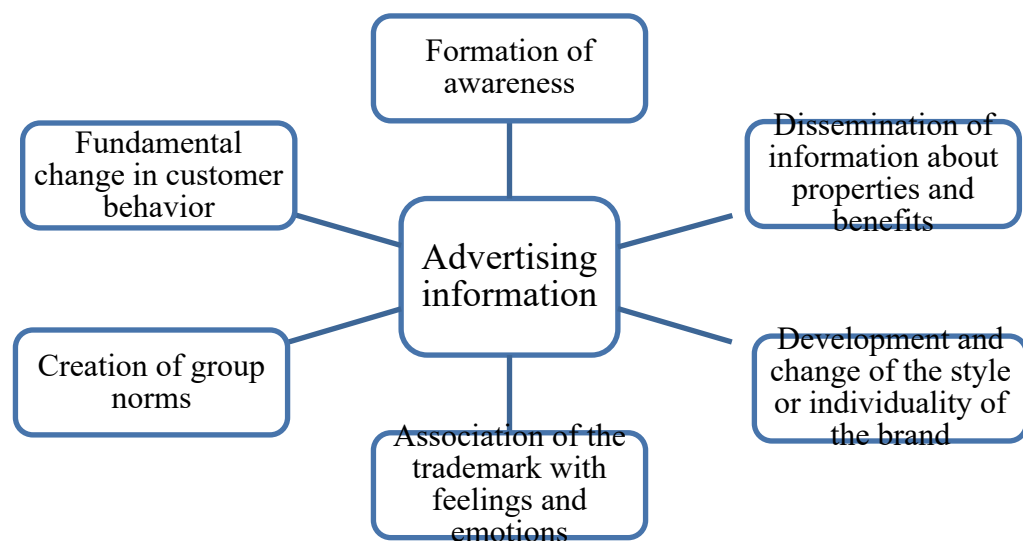 Formation of
awareness
Dissemination of
information about
properties and
benefits
Fundamental
change in customer
behavior
Advertising
information
Development and
change of the style
or individuality of
the brand
Creation of group
norms
Association of the
trademark with
feelings and
emotions